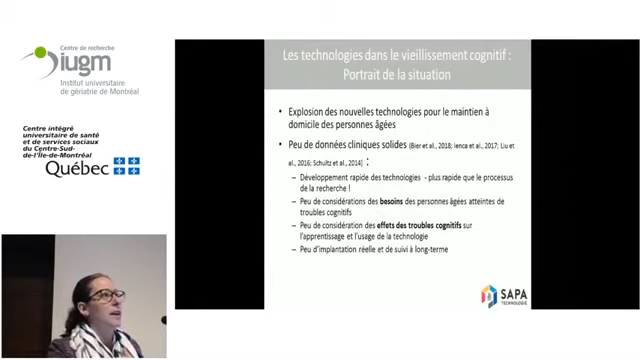 Centre de recherche
iugm
Institut universitaire
de gériatrie de Montréal
Centre intégré
universitaire de santé
et de services sociaux
du Centre-Sud-
de-l'Île-de-Montréal
Québec
Les technologies dans le vieillissement cognitif :
Portrait de la situation
• Explosion des nouvelles technologies pour le maintien à
domicile des personnes âgées
• Peu de données cliniques solides (Bier et al., 2018; Ienca et al., 2017; Liu et
al., 2016; Schultz et al., 2014) :
– Développement rapide des technologies - plus rapide que le processus
de la recherche !
– Peu de considérations des besoins des personnes âgées atteintes de
troubles cognitifs
– Peu de considération des effets des troubles cognitifs sur
l'apprentissage et l'usage de la technologie
– Peu d'implantation réelle et de suivi à long-terme
SAPA
TECHNOLOGIE